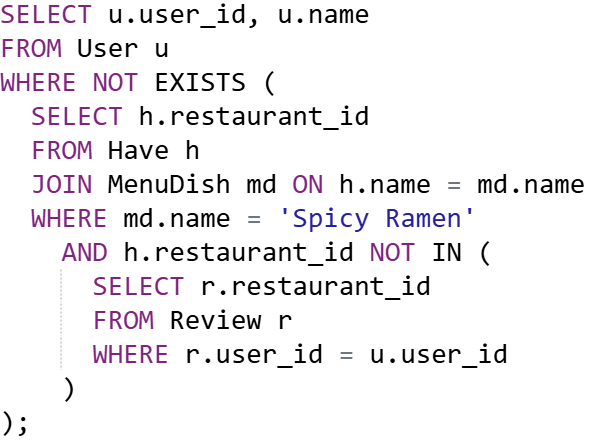 SELECT u.user_id, u.name
FROM User u
WHERE NOT EXISTS (
  SELECT h.restaurant_id
  FROM Have h
  JOIN MenuDish md ON h.name = md.name
  WHERE md.name = 'Spicy Ramen'
    AND h.restaurant_id NOT IN (
      SELECT r.restaurant_id
      FROM Review r
      WHERE r.user_id = u.user_id
    )
);